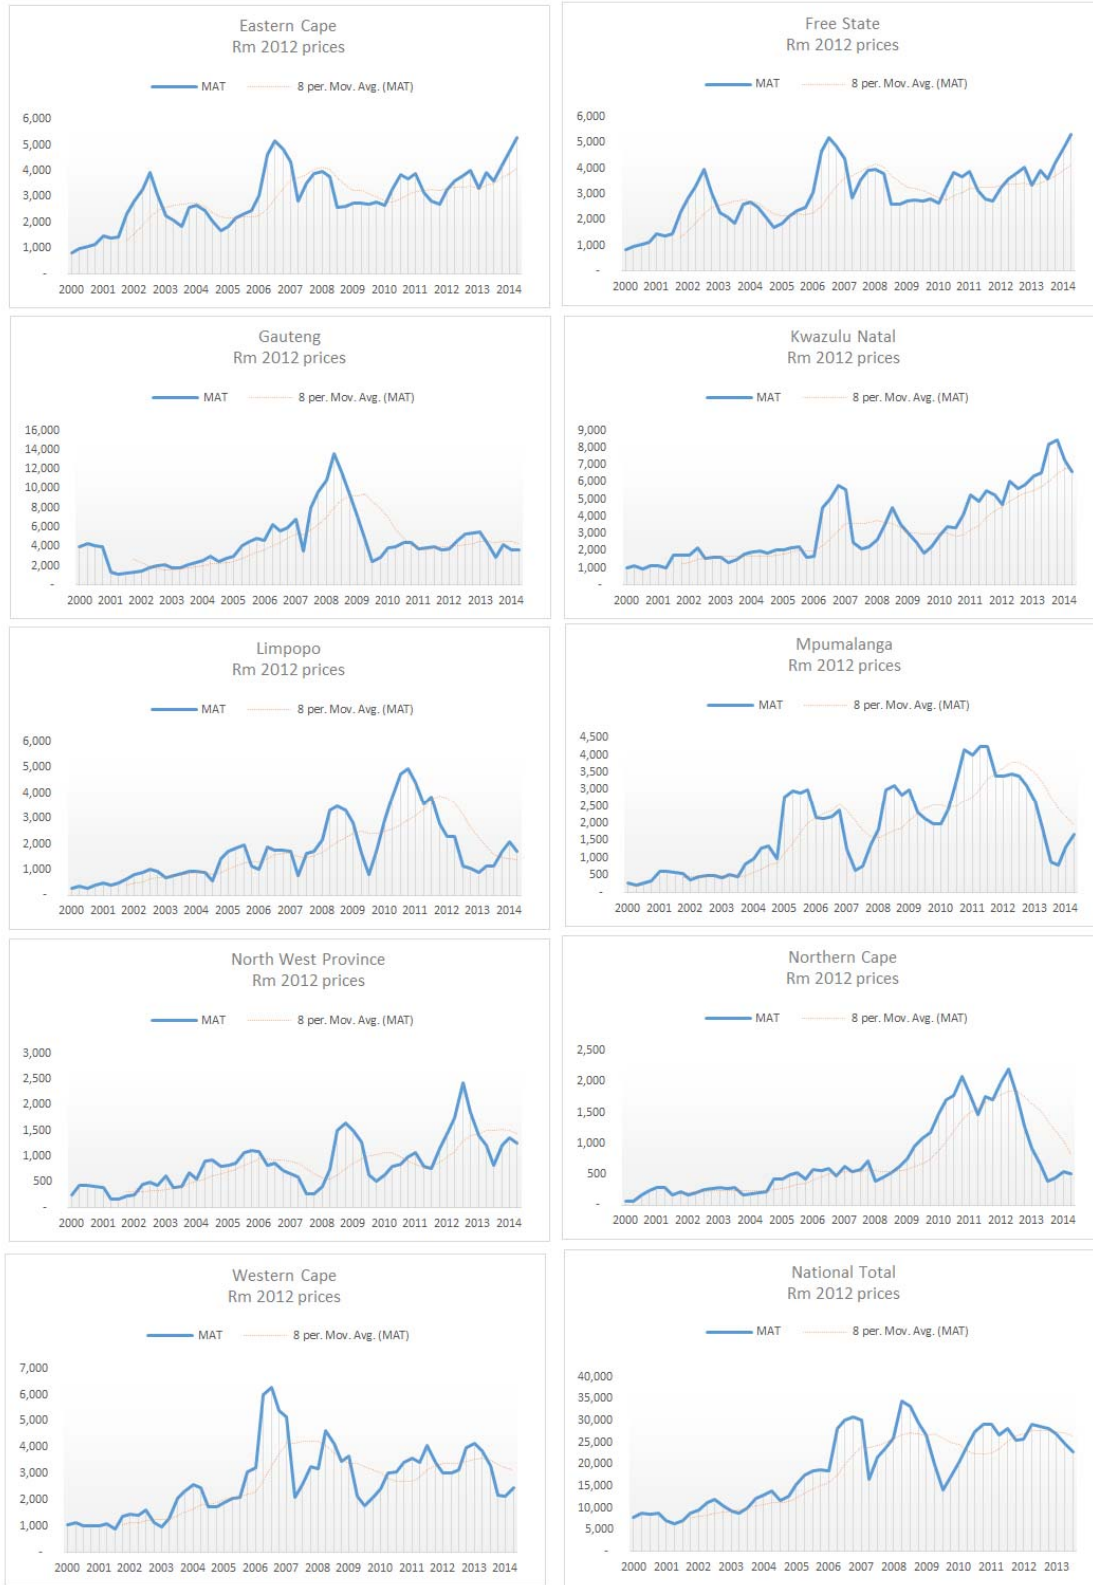 Eastern Cape
Rm 2012 prices
MAT 8 per. Mov. Avg. (MAT)
6,000
5,000
4,000
3,000
2,000
1,000
-
2000 2001 2002 2003 2004 2005 2006 2007 2008 2009 2010 2011 2012 2013 2014
Free State
Rm 2012 prices
MAT 8 per. Mov. Avg. (MAT)
6,000
5,000
4,000
3,000
2,000
1,000
-
2000 2001 2002 2003 2004 2005 2006 2007 2008 2009 2010 2011 2012 2013 2014
Gauteng
Rm 2012 prices
MAT 8 per. Mov. Avg. (MAT)
16,000
14,000
12,000
10,000
8,000
6,000
4,000
2,000
-
2000 2001 2002 2003 2004 2005 2006 2007 2008 2009 2010 2011 2012 2013 2014
Kwazulu Natal
Rm 2012 prices
MAT 8 per. Mov. Avg. (MAT)
9,000
8,000
7,000
6,000
5,000
4,000
3,000
2,000
1,000
-
2000 2001 2002 2003 2004 2005 2006 2007 2008 2009 2010 2011 2012 2013 2014
Limpopo
Rm 2012 prices
MAT 8 per. Mov. Avg. (MAT)
6,000
5,000
4,000
3,000
2,000
1,000
-
2000 2001 2002 2003 2004 2005 2006 2007 2008 2009 2010 2011 2012 2013 2014
Mpumalanga
Rm 2012 prices
MAT 8 per. Mov. Avg. (MAT)
4,500
4,000
3,500
3,000
2,500
2,000
1,500
1,000
500
-
2000 2001 2002 2003 2004 2005 2006 2007 2008 2009 2010 2011 2012 2013 2014
North West Province
Rm 2012 prices
MAT 8 per. Mov. Avg. (MAT)
3,000
2,500
2,000
1,500
1,000
500
-
2000 2001 2002 2003 2004 2005 2006 2007 2008 2009 2010 2011 2012 2013 2014
Northern Cape
Rm 2012 prices
MAT 8 per. Mov. Avg. (MAT)
2,500
2,000
1,500
1,000
500
-
2000 2001 2002 2003 2004 2005 2006 2007 2008 2009 2010 2011 2012 2013 2014
Western Cape
Rm 2012 prices
MAT 8 per. Mov. Avg. (MAT)
7,000
6,000
5,000
4,000
3,000
2,000
1,000
-
2000 2001 2002 2003 2004 2005 2006 2007 2008 2009 2010 2011 2012 2013 2014
National Total
Rm 2012 prices
MAT 8 per. Mov. Avg. (MAT)
40,000
35,000
30,000
25,000
20,000
15,000
10,000
5,000
-
2000 2001 2002 2003 2004 2005 2006 2007 2008 2009 2010 2011 2012 2013